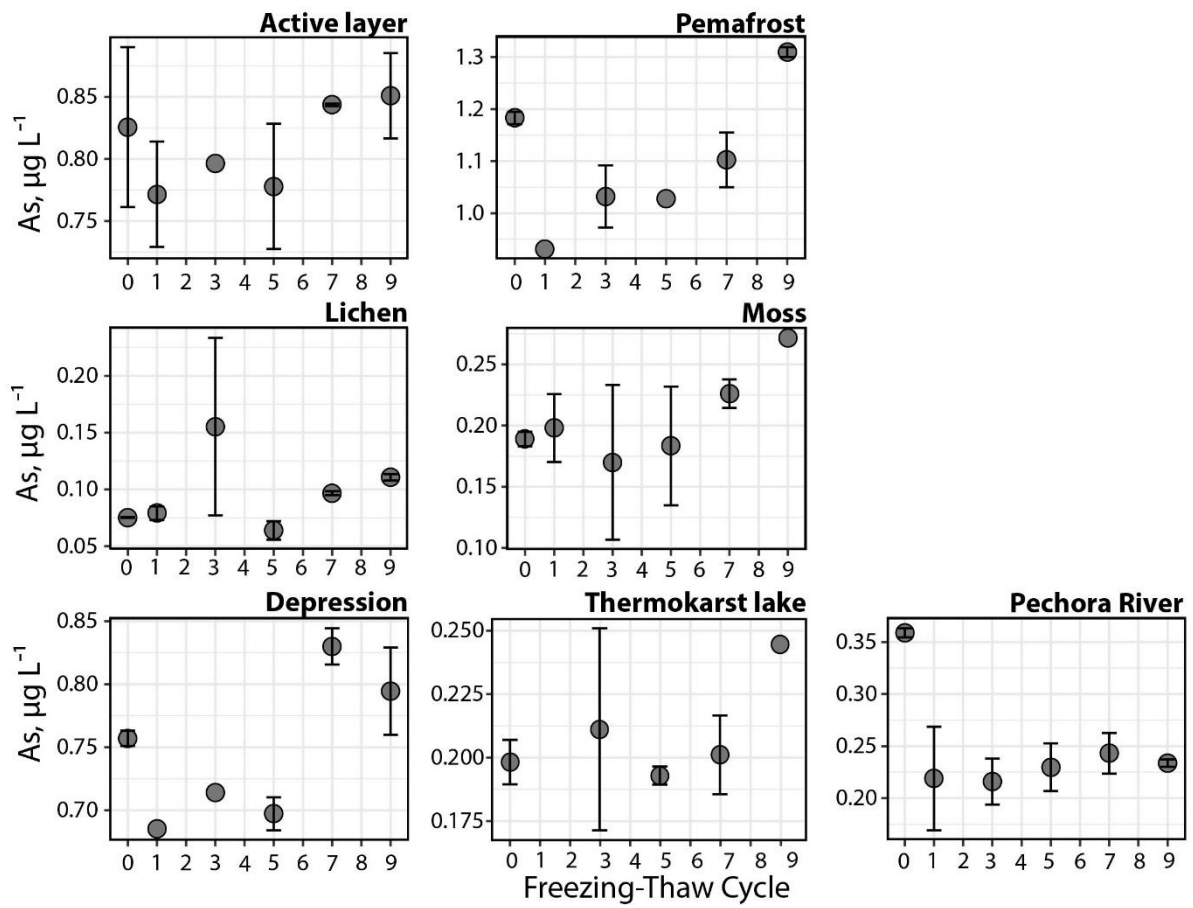 Active layer
As, µg L⁻¹
0.85
0.80
0.75
0 1 2 3 4 5 6 7 8 9
Pemafrost
1.3
1.2
1.1
1.0
0 1 2 3 4 5 6 7 8 9
Lichen
As, µg L⁻¹
0.20
0.15
0.10
0.05
0 1 2 3 4 5 6 7 8 9
Moss
0.25
0.20
0.15
0.10
0 1 2 3 4 5 6 7 8 9
Depression
As, µg L⁻¹
0.85
0.80
0.75
0.70
0 1 2 3 4 5 6 7 8 9
Thermokarst lake
0.250
0.225
0.200
0.175
0 1 2 3 4 5 6 7 8 9
Freezing-Thaw Cycle
Pechora River
0.35
0.30
0.25
0.20
0 1 2 3 4 5 6 7 8 9